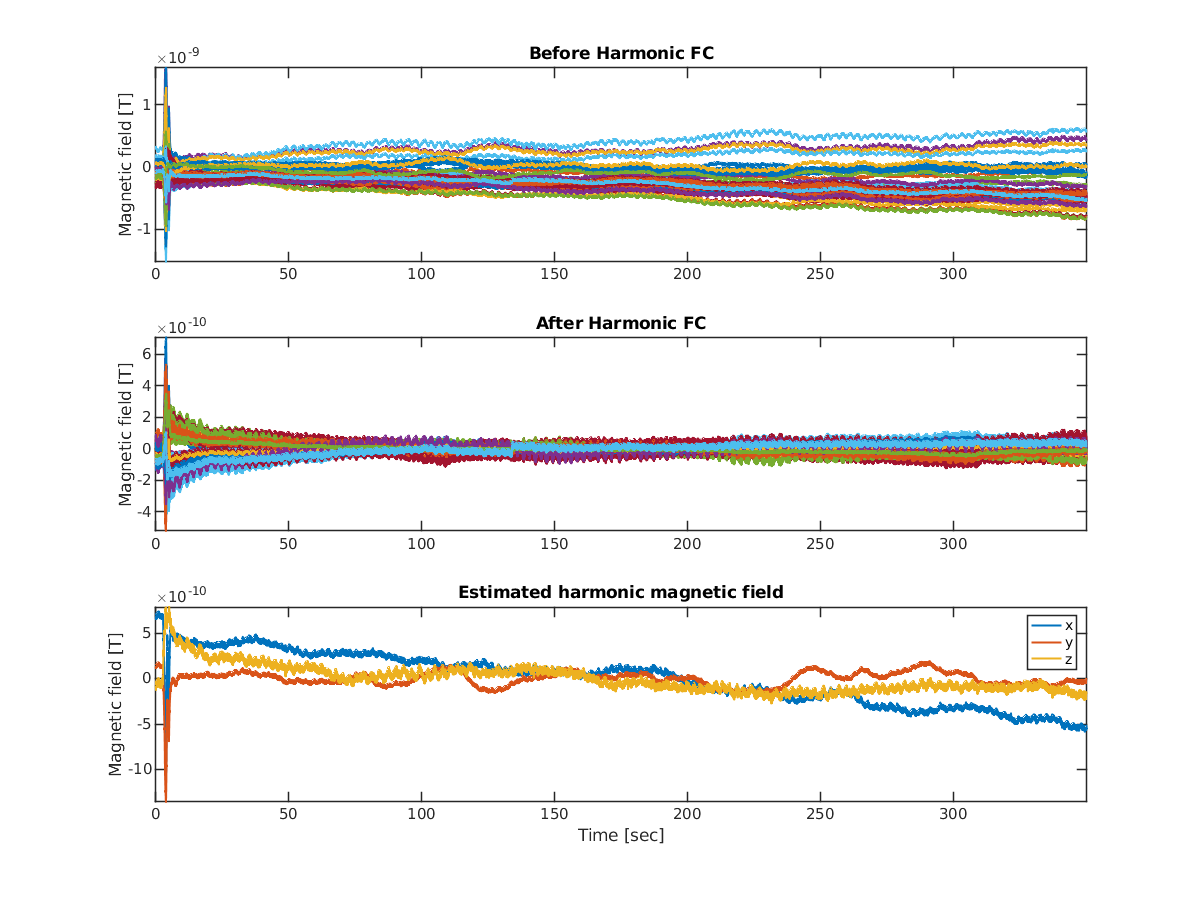 Before Harmonic FC
×10⁻⁹
Magnetic field [T]
1
0
-1
0 50 100 150 200 250 300
After Harmonic FC
×10⁻¹⁰
Magnetic field [T]
6
4
2
0
-2
-4
0 50 100 150 200 250 300
Estimated harmonic magnetic field
×10⁻¹⁰
Magnetic field [T]
5
0
-5
-10
x
y
z
0 50 100 150 200 250 300
Time [sec]